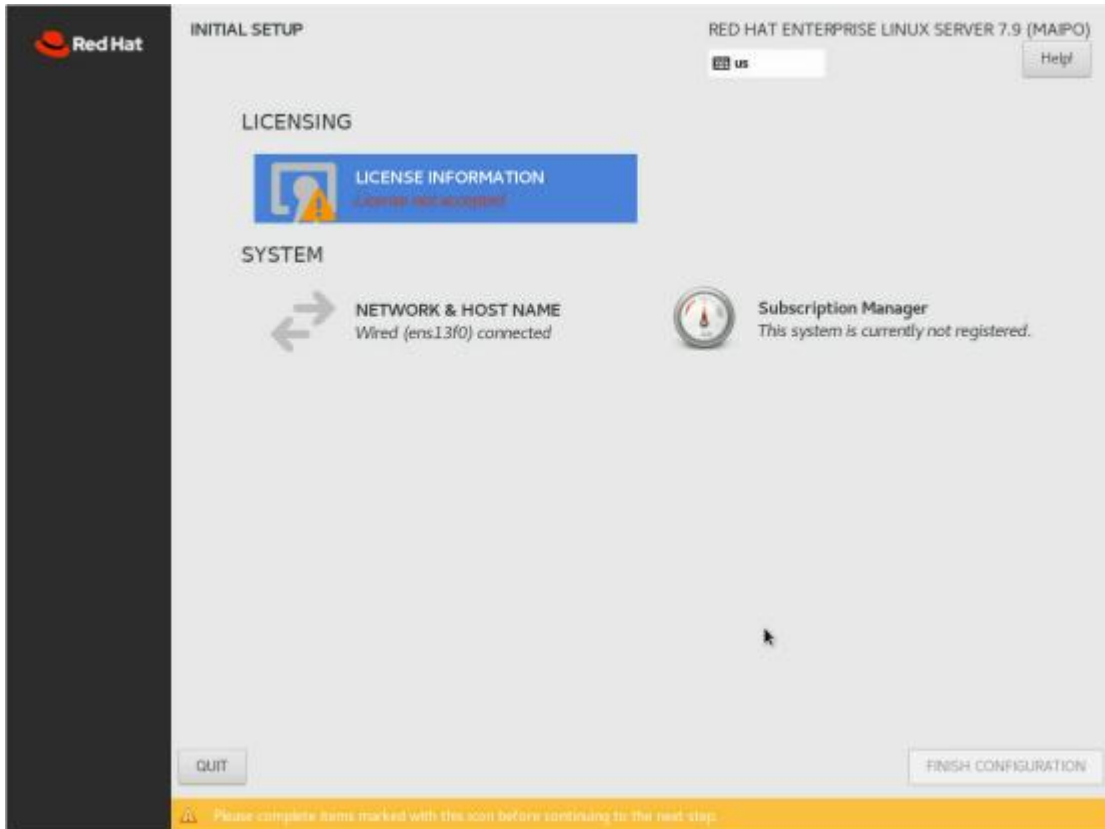 Red Hat
INITIAL SETUP
RED HAT ENTERPRISE LINUX SERVER 7.9 (MAIPO)
us
Help!
LICENSING
LICENSE INFORMATION
License not accepted
SYSTEM
NETWORK & HOST NAME
Wired (ens13f0) connected
Subscription Manager
This system is currently not registered.
QUIT
FINISH CONFIGURATION
Please complete items marked with this icon before continuing to the next step.